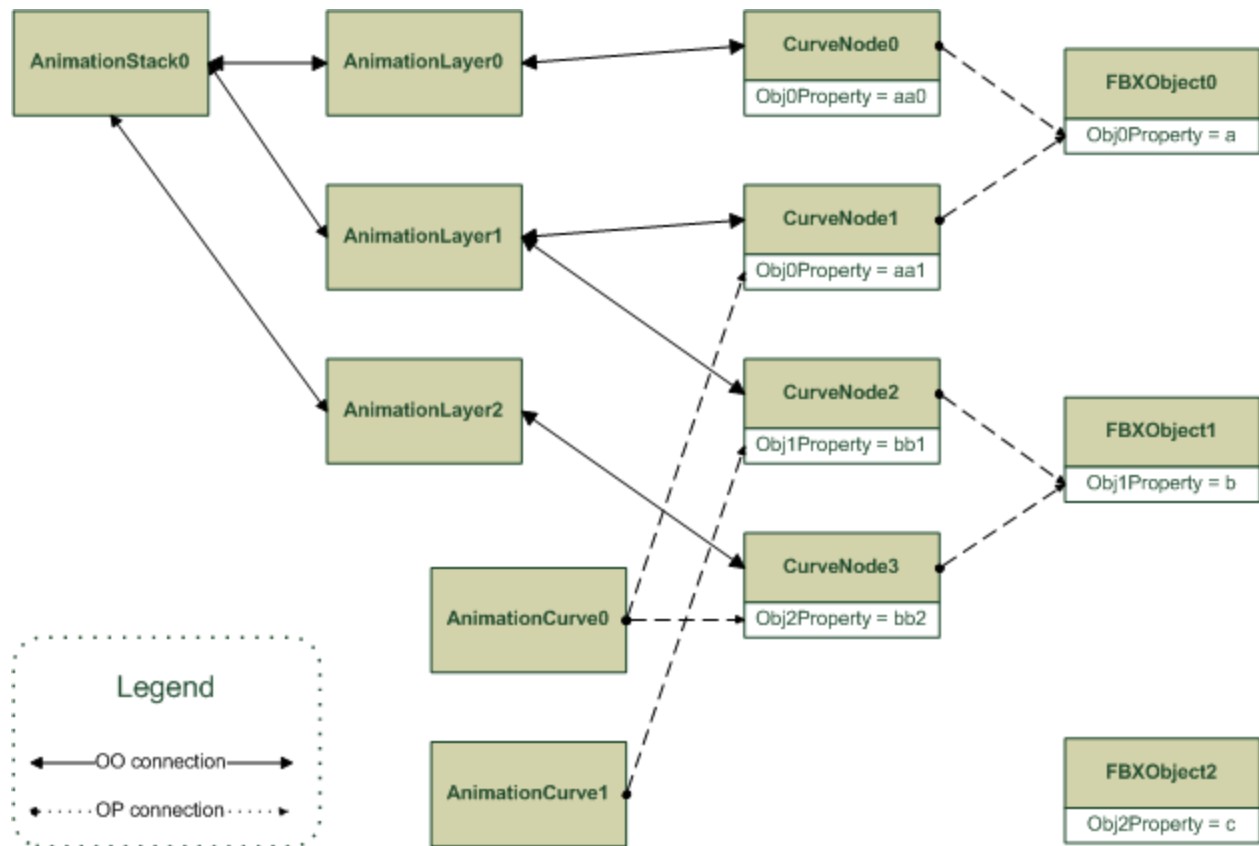 AnimationStack0
AnimationLayer0
CurveNode0
Obj0Property = aa0
FBXObject0
Obj0Property = a
AnimationLayer1
CurveNode1
Obj0Property = aa1
AnimationLayer2
CurveNode2
Obj1Property = bb1
FBXObject1
Obj1Property = b
CurveNode3
Obj2Property = bb2
AnimationCurve0
Legend
OO connection
OP connection
AnimationCurve1
FBXObject2
Obj2Property = c